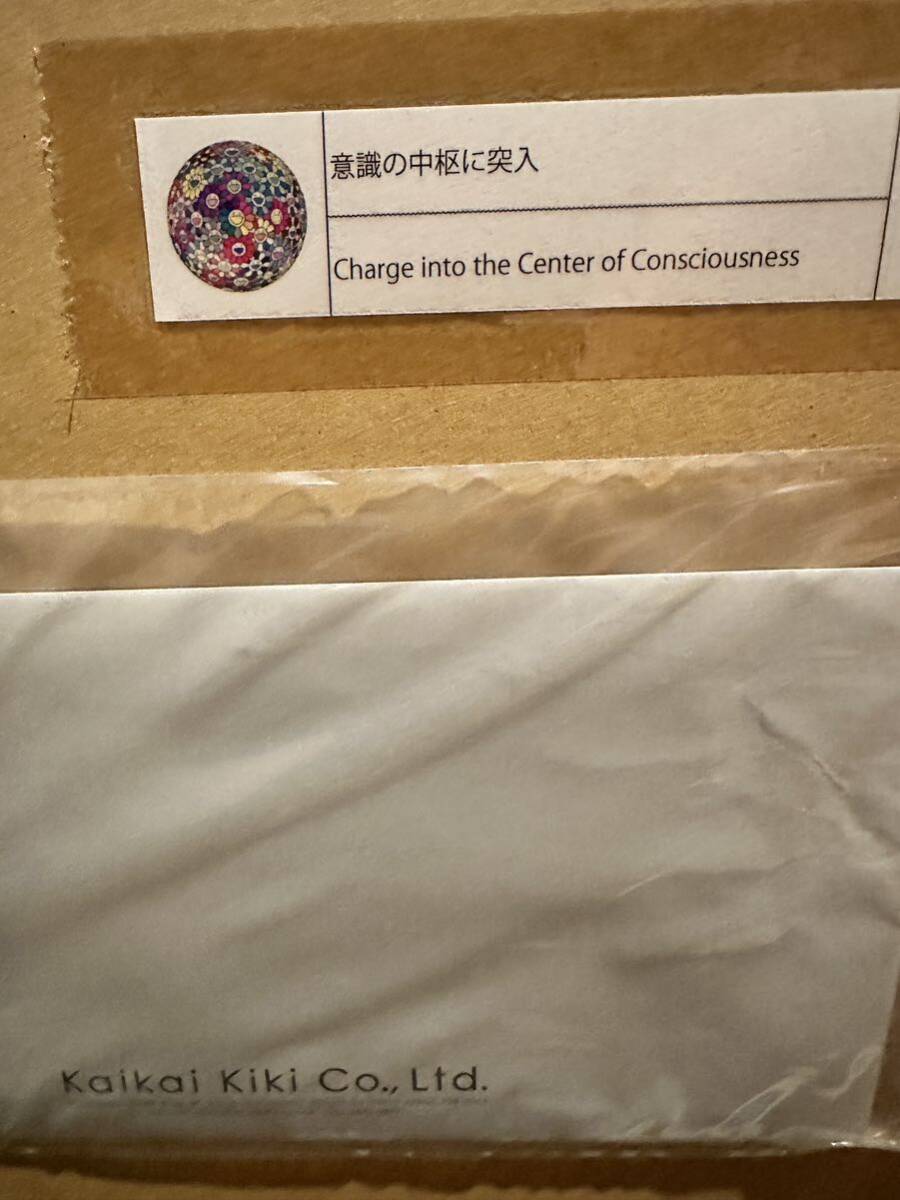 意識の中枢に突入
Charge into the Center of Consciousness
Kaikai Kiki Co., Ltd.